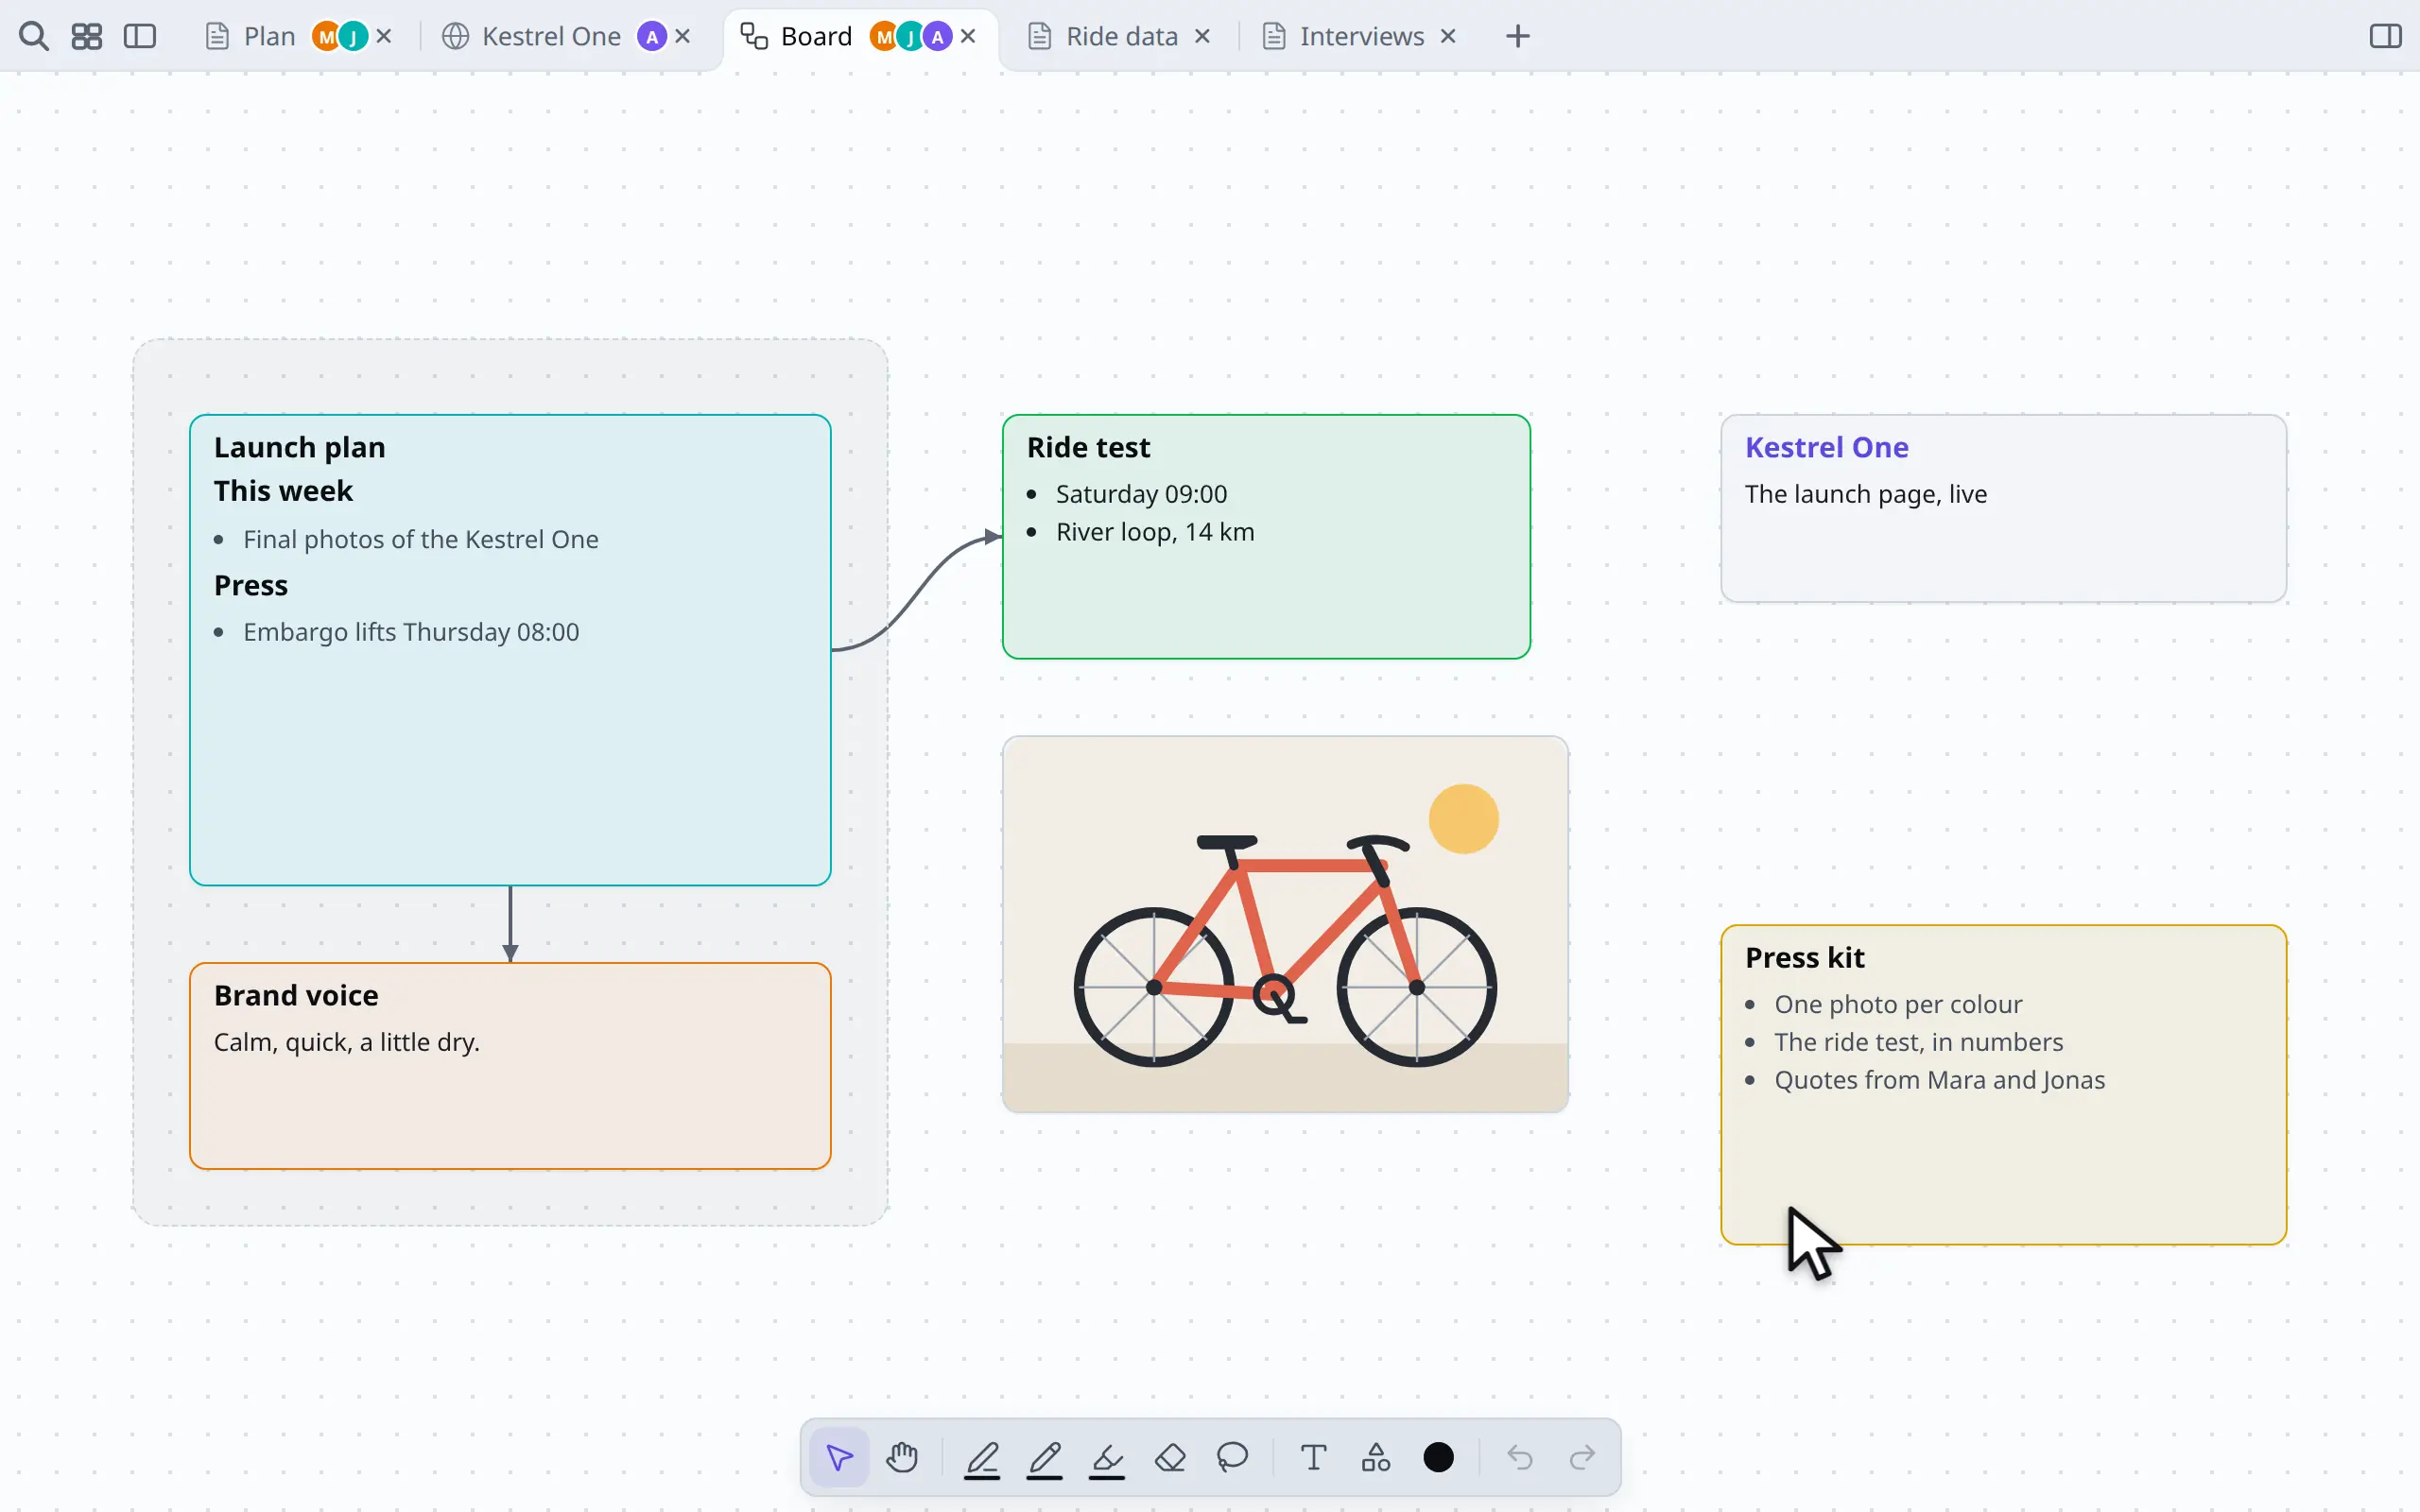 Plan M J
Kestrel One A
Board M J A
Ride data
Interviews
Launch plan
This week
Final photos of the Kestrel One
Press
Embargo lifts Thursday 08:00
Brand voice
Calm, quick, a little dry.
Ride test
Saturday 09:00
River loop, 14 km
Kestrel One
The launch page, live
Press kit
One photo per colour
The ride test, in numbers
Quotes from Mara and Jonas